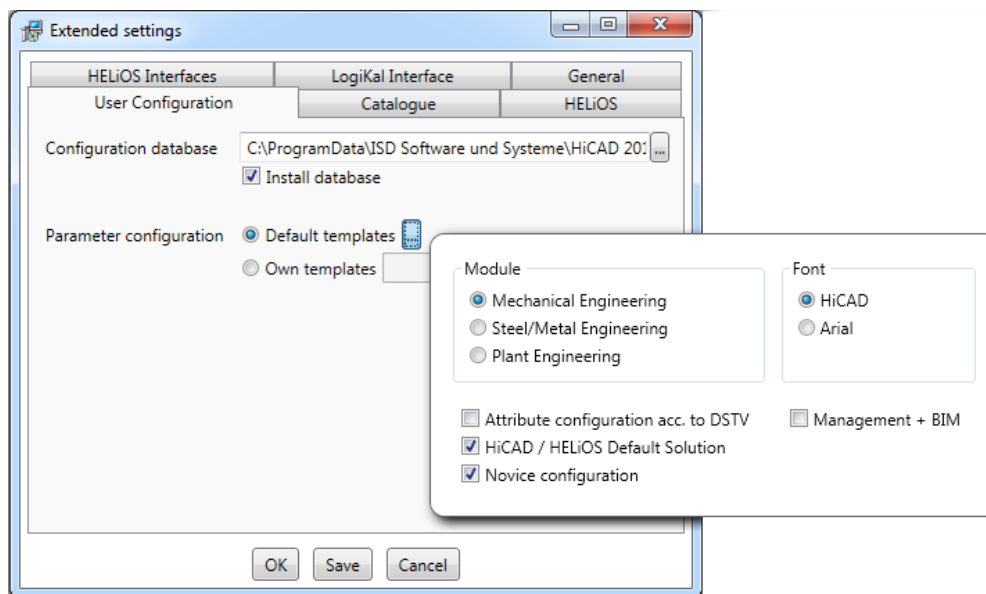 Extended settings
HELiOS Interfaces
LogiKal Interface
General
User Configuration
Catalogue
HELiOS
Configuration database
C:\ProgramData\ISD Software und Systeme\HiCAD 201
...
Install database
Parameter configuration
Default templates
...
Own templates
Module
Mechanical Engineering
Steel/Metal Engineering
Plant Engineering
Font
HiCAD
Arial
Attribute configuration acc. to DSTV
Management + BIM
HiCAD / HELiOS Default Solution
Novice configuration
OK
Save
Cancel